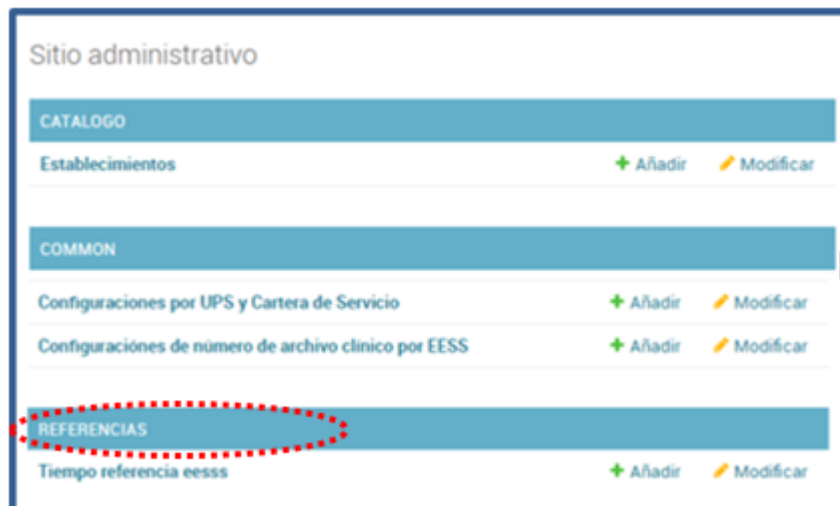 Sitio administrativo
CATALOGO
Establecimientos + Añadir Modificar
COMMON
Configuraciones por UPS y Cartera de Servicio + Añadir Modificar
Configuraciónes de número de archivo clínico por EESS + Añadir Modificar
REFERENCIAS
Tiempo referencia eesss + Añadir Modificar